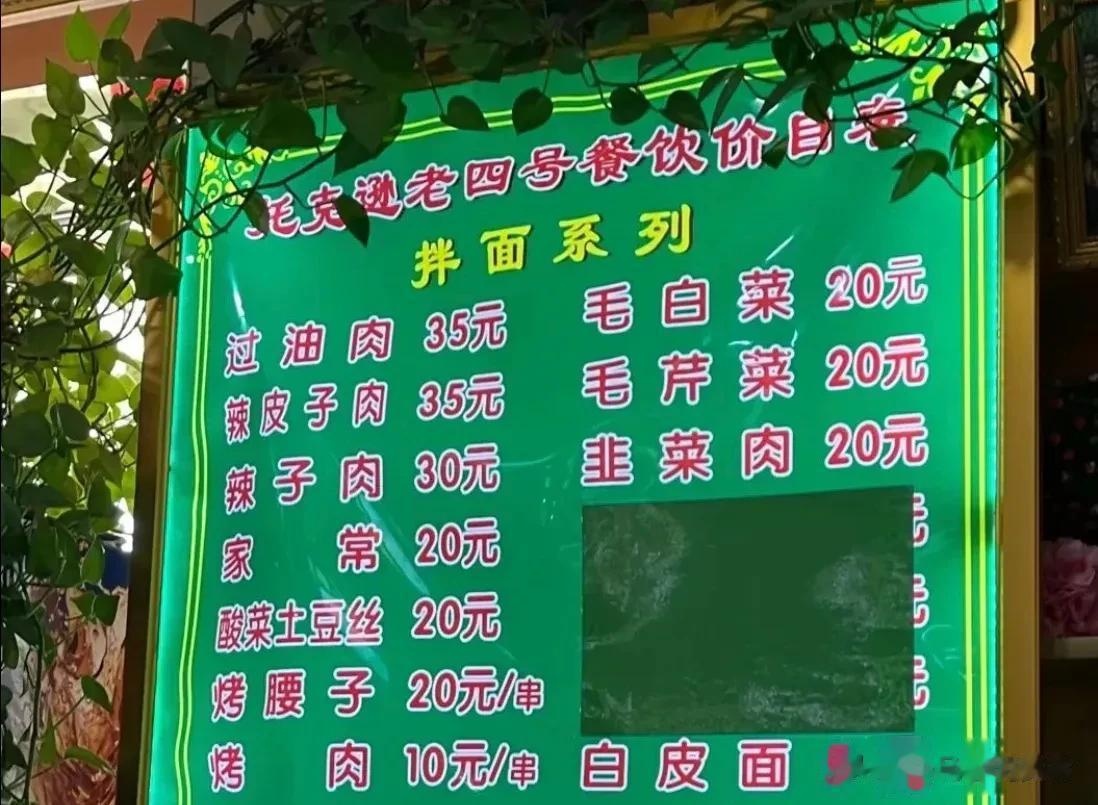 托克逊老四号餐饮价目表
拌面系列
过油肉 35元
辣皮子肉 35元
辣子肉 30元
家常 20元
酸菜土豆丝 20元
烤腰子 20元/串
烤肉 10元/串
毛白菜 20元
毛芹菜 20元
韭菜肉 20元
白皮面